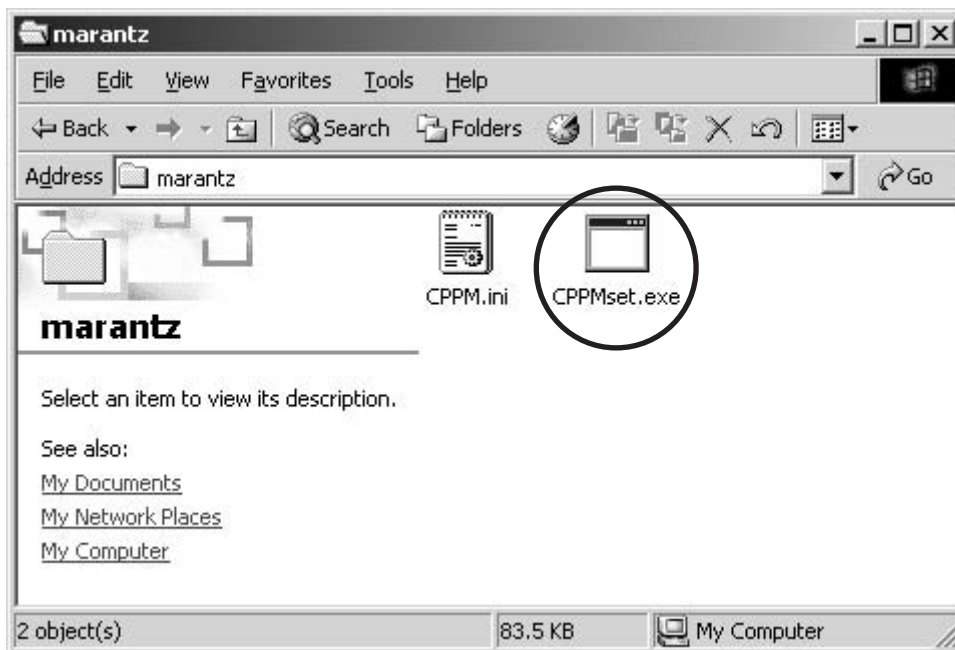 marantz
File Edit View Favorites Tools Help
Back Search Folders
Address marantz Go
CPPM.ini CPPMset.exe
marantz
Select an item to view its description.
See also:
My Documents
My Network Places
My Computer
2 object(s) 83.5 KB My Computer